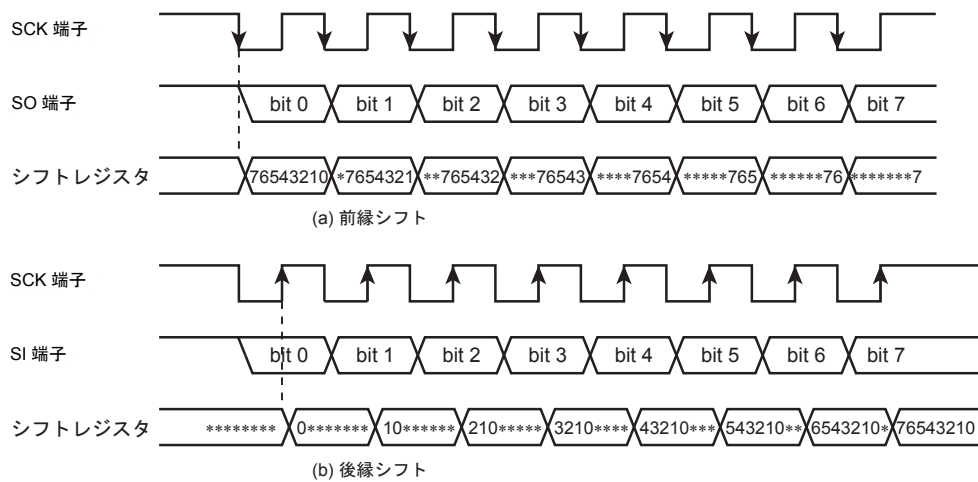 SCK 端子
SO 端子 bit 0 bit 1 bit 2 bit 3 bit 4 bit 5 bit 6 bit 7
シフトレジスタ 76543210 *7654321 **765432 ***76543 ****7654 *****765 ******76 *******7
(a) 前縁シフト
SCK 端子
SI 端子 bit 0 bit 1 bit 2 bit 3 bit 4 bit 5 bit 6 bit 7
シフトレジスタ ******** 0******* 10****** 210***** 3210**** 43210*** 543210** 6543210* 76543210
(b) 後縁シフト